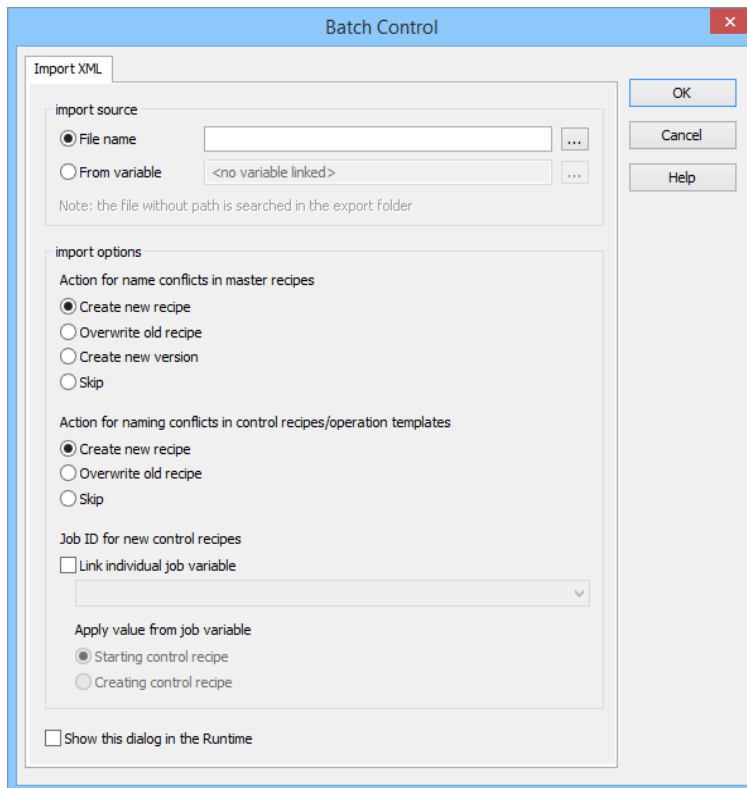 Batch Control
Import XML
OK
Cancel
Help
import source
File name
...
From variable <no variable linked> ...
Note: the file without path is searched in the export folder
import options
Action for name conflicts in master recipes
Create new recipe
Overwrite old recipe
Create new version
Skip
Action for naming conflicts in control recipes/operation templates
Create new recipe
Overwrite old recipe
Skip
Job ID for new control recipes
Link individual job variable
Apply value from job variable
Starting control recipe
Creating control recipe
Show this dialog in the Runtime